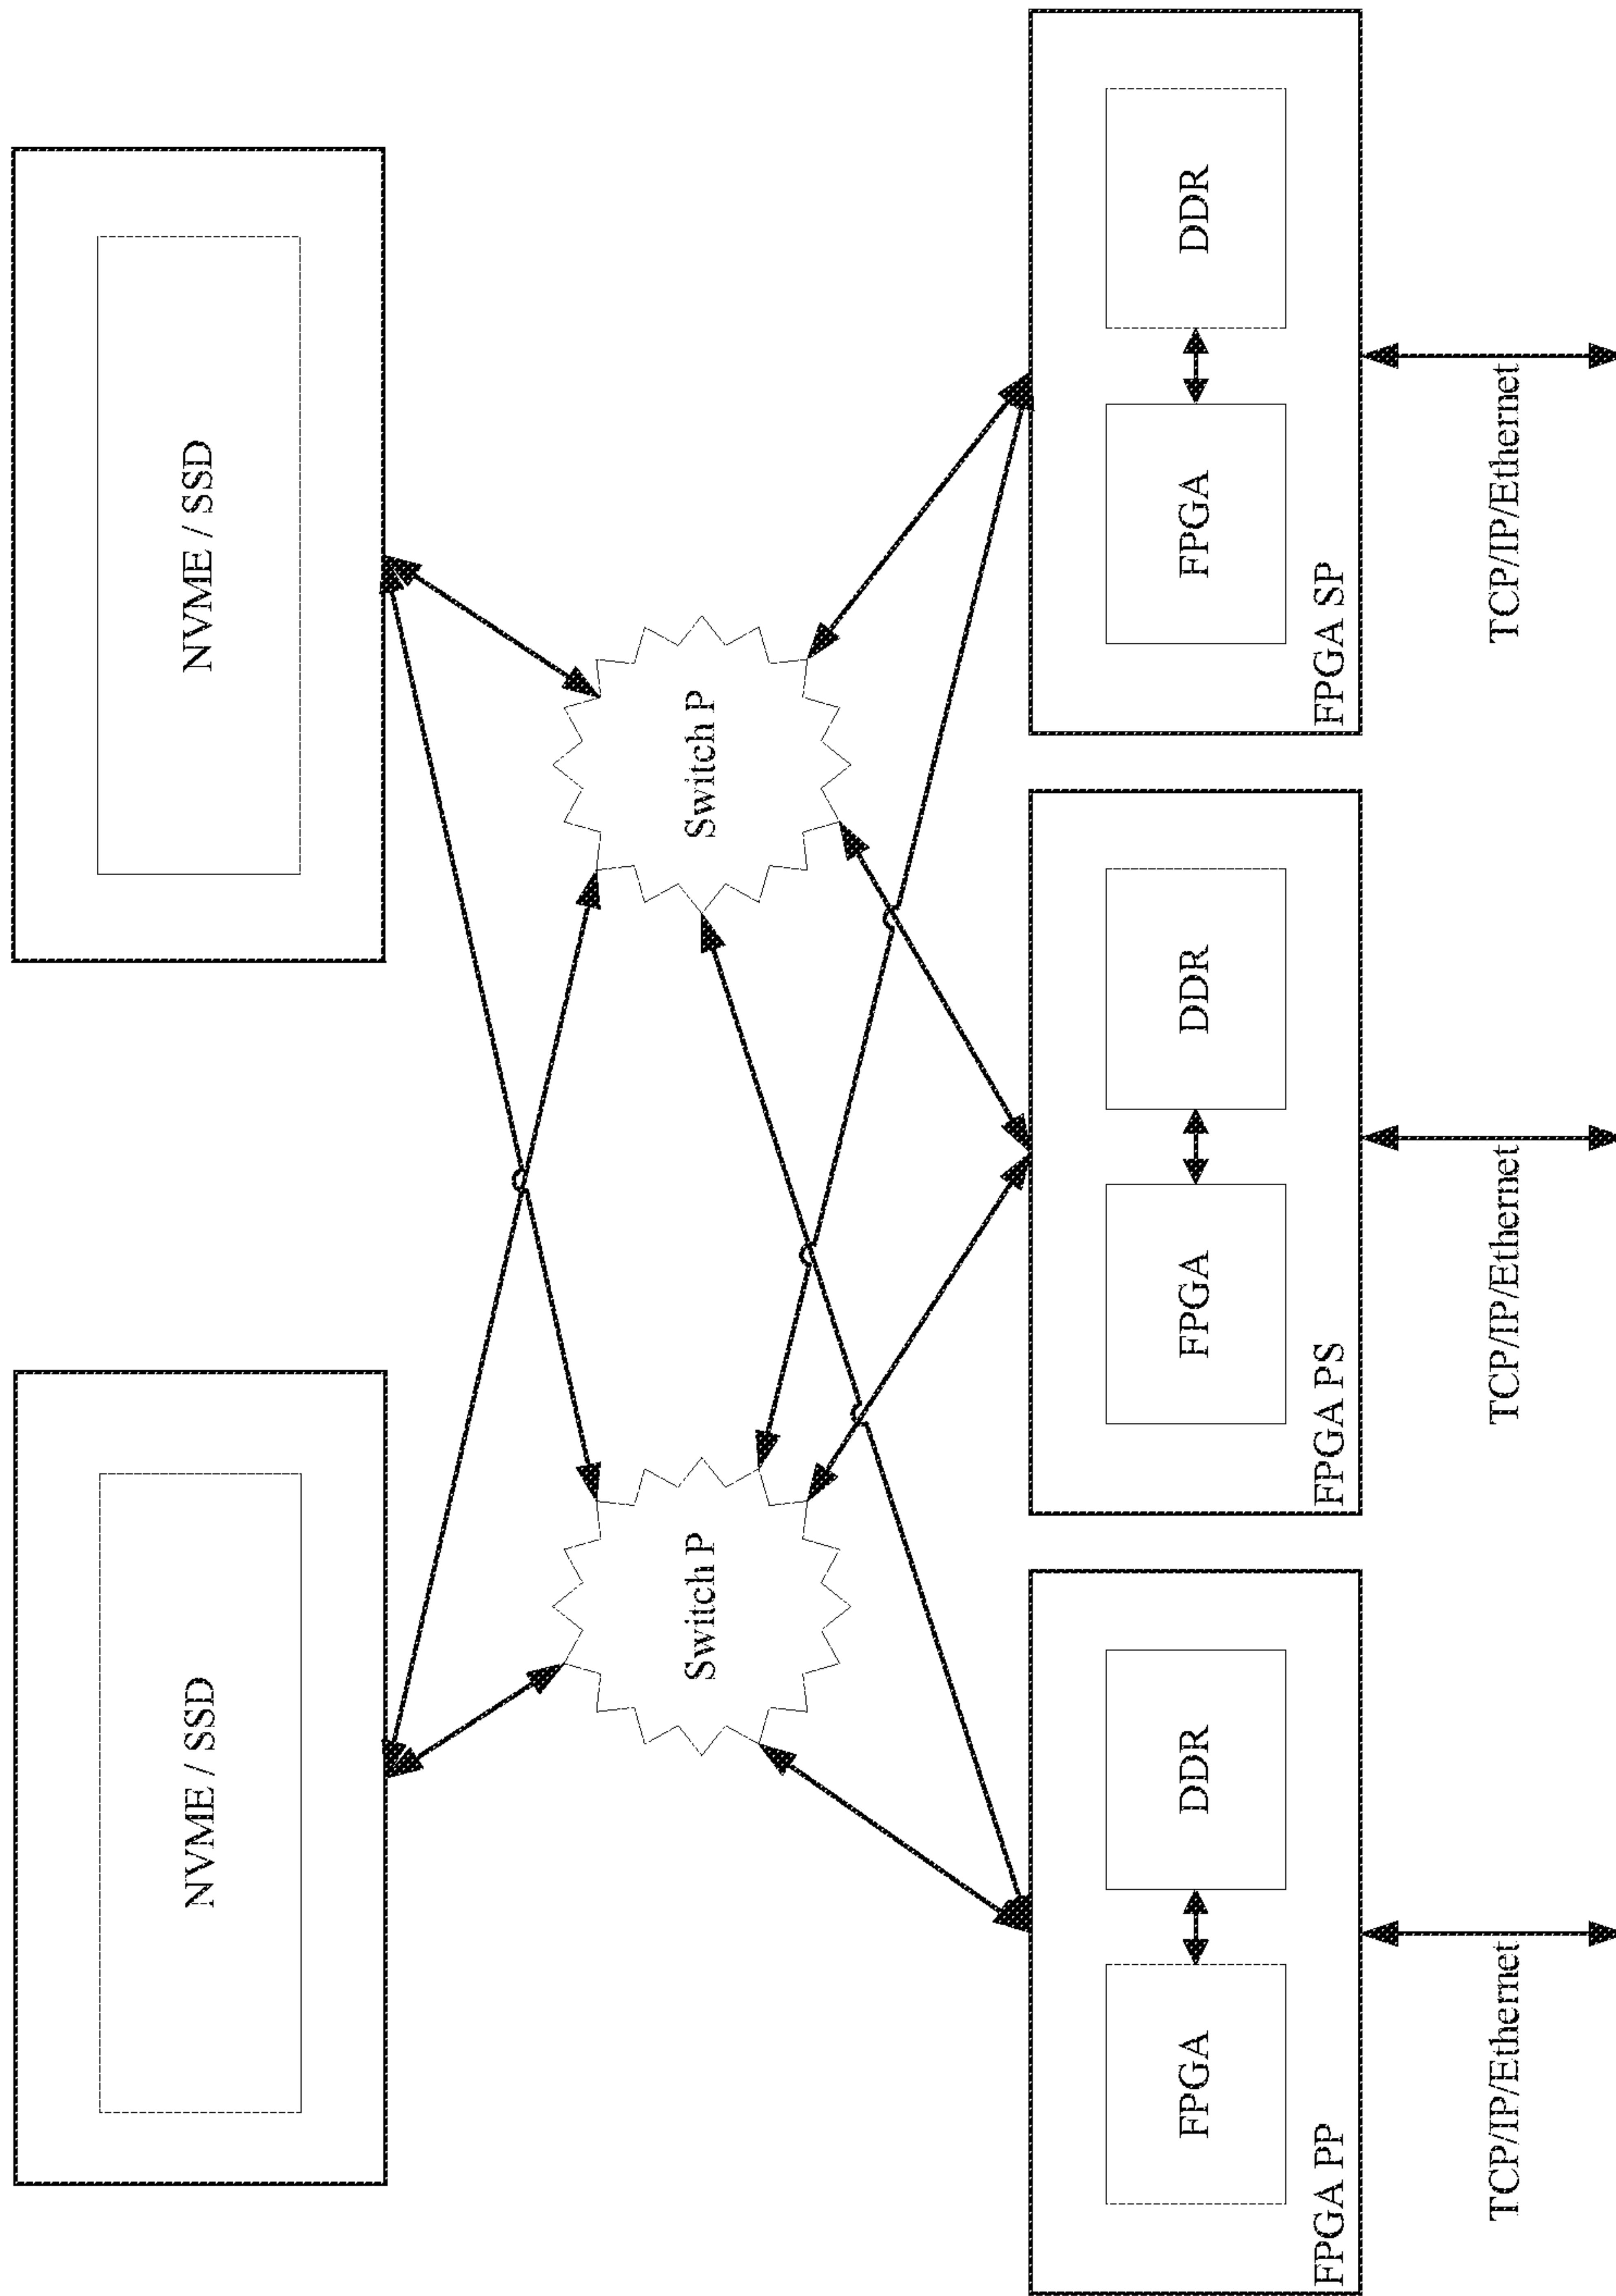 NVME / SSD
NVME / SSD
Switch P
Switch P
FPGA
DDR
FPGA PP
FPGA
DDR
FPGA PS
FPGA
DDR
FPGA SP
TCP/IP/Ethernet
TCP/IP/Ethernet
TCP/IP/Ethernet